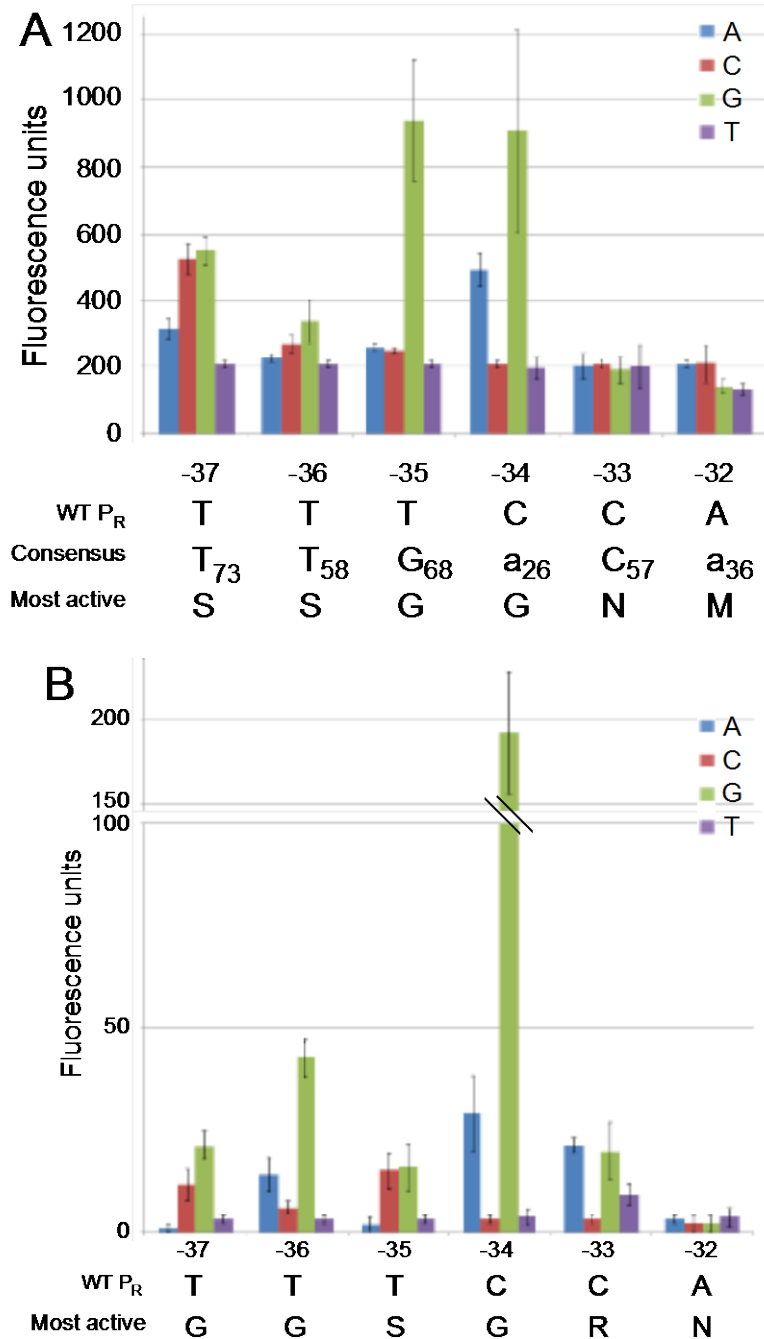 A
1200
1000
800
600
400
200
0
Fluorescence units
A
C
G
T
-37 -36 -35 -34 -33 -32
WT PR T T T C C A
Consensus T73 T58 G68 a26 C57 a36
Most active S S G G N M
B
200
150
100
50
0
Fluorescence units
A
C
G
T
-37 -36 -35 -34 -33 -32
WT PR T T T C C A
Most active G G S G R N